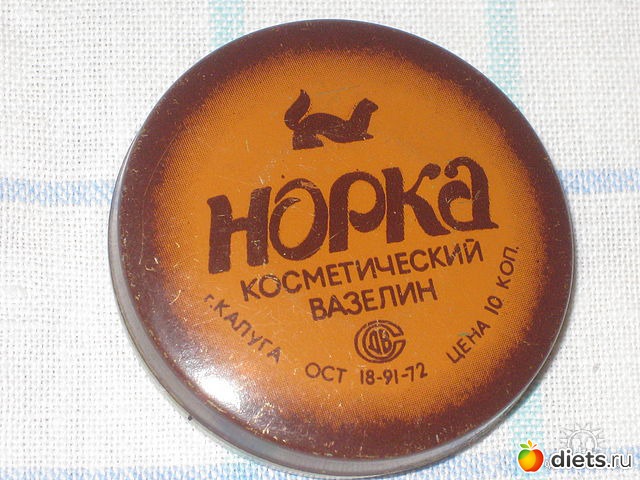 НОРКА
КОСМЕТИЧЕСКИЙ
ВАЗЕЛИН
г. КАЛУГА
ОСТ 18-91-72
ЦЕНА 10 КОП.
diets.ru